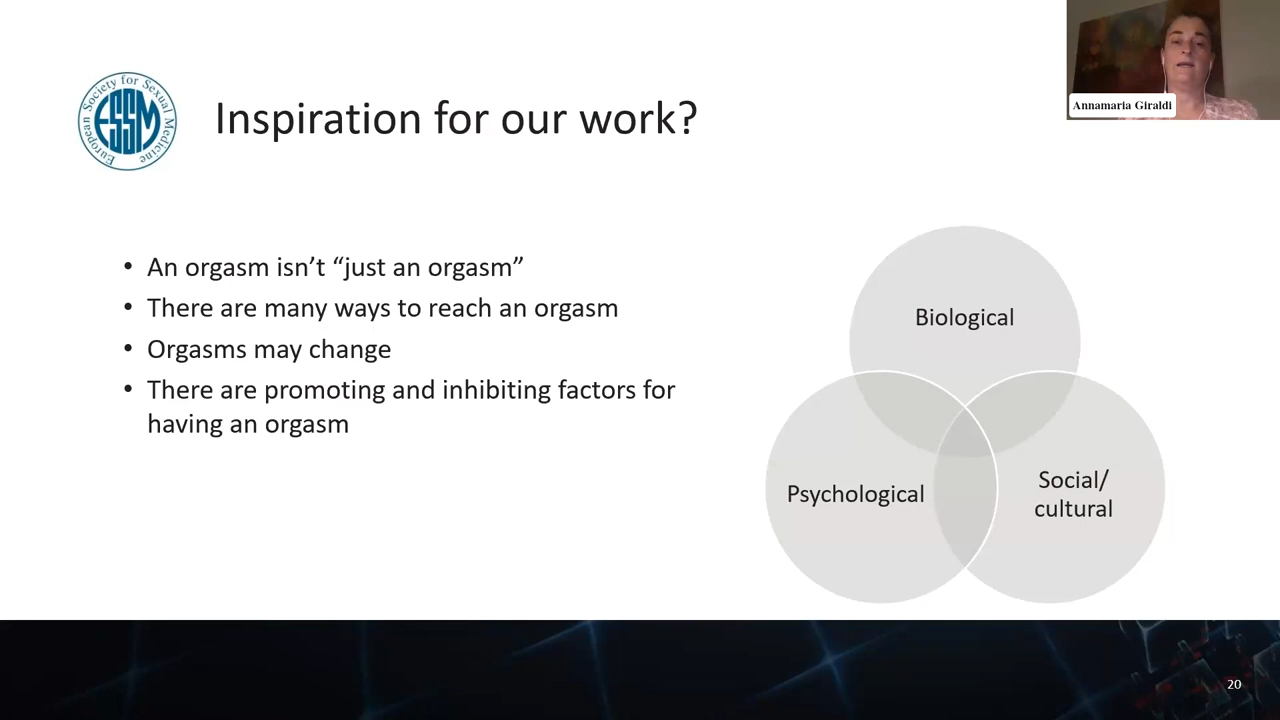 European Society for Sexual Medicine
ESSM
Inspiration for our work?
Annamaria Giraldi
• An orgasm isn’t “just an orgasm”
• There are many ways to reach an orgasm
• Orgasms may change
• There are promoting and inhibiting factors for
having an orgasm
Biological
Psychological
Social/
cultural
20